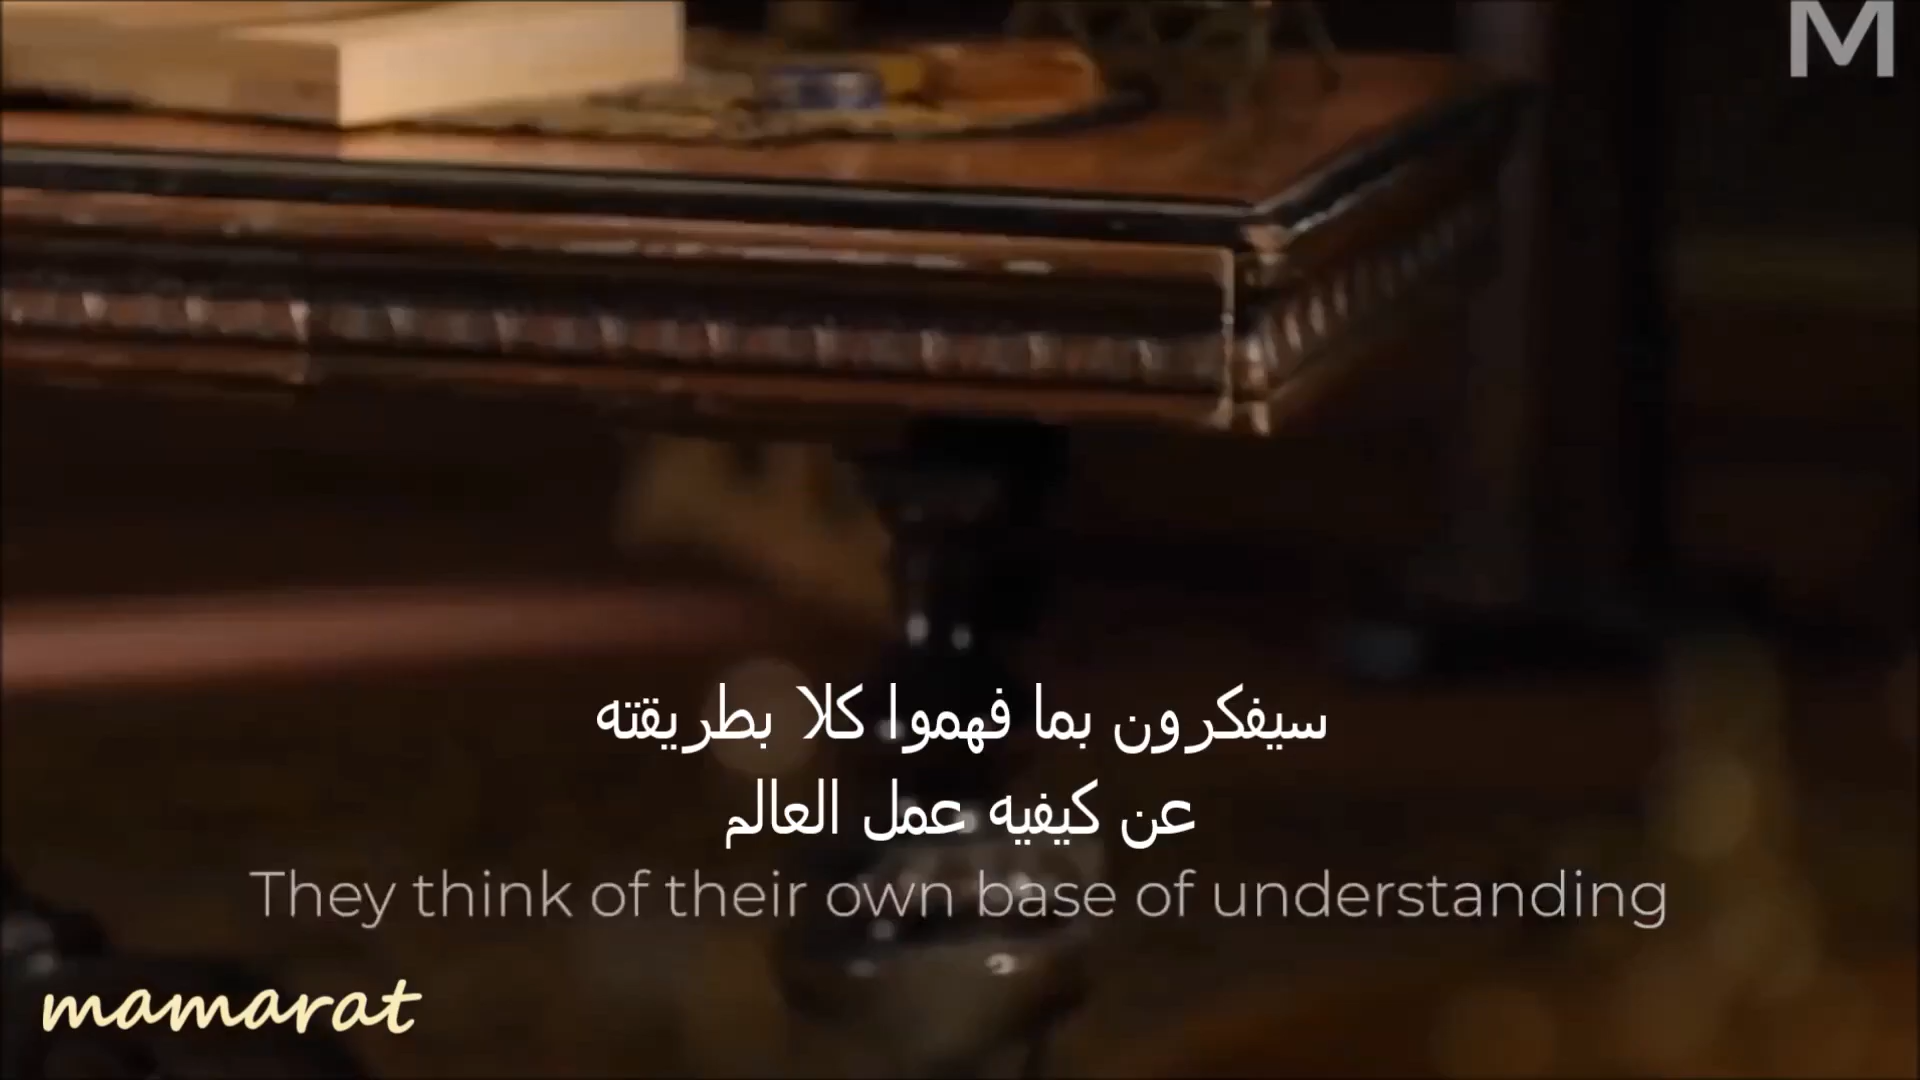 M
سيفكرون بما فهموا كلا بطريقته
عن كيفيه عمل العالم
They think of their own base of understanding
mamarat